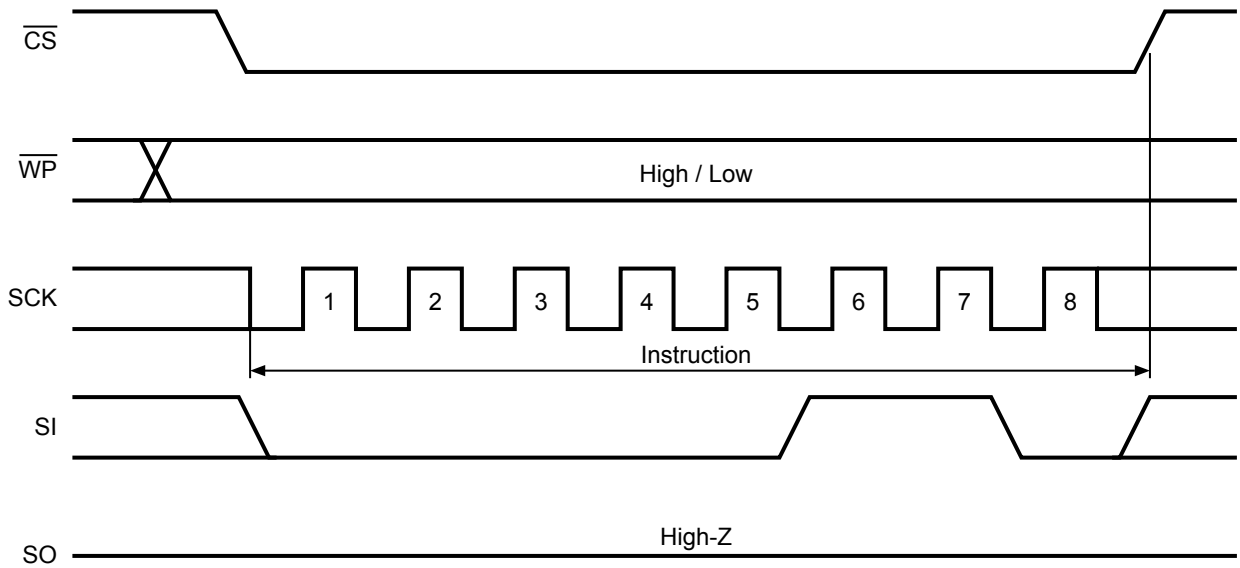 CS
WP
High / Low
SCK
1 2 3 4 5 6 7 8
Instruction
SI
High-Z
SO